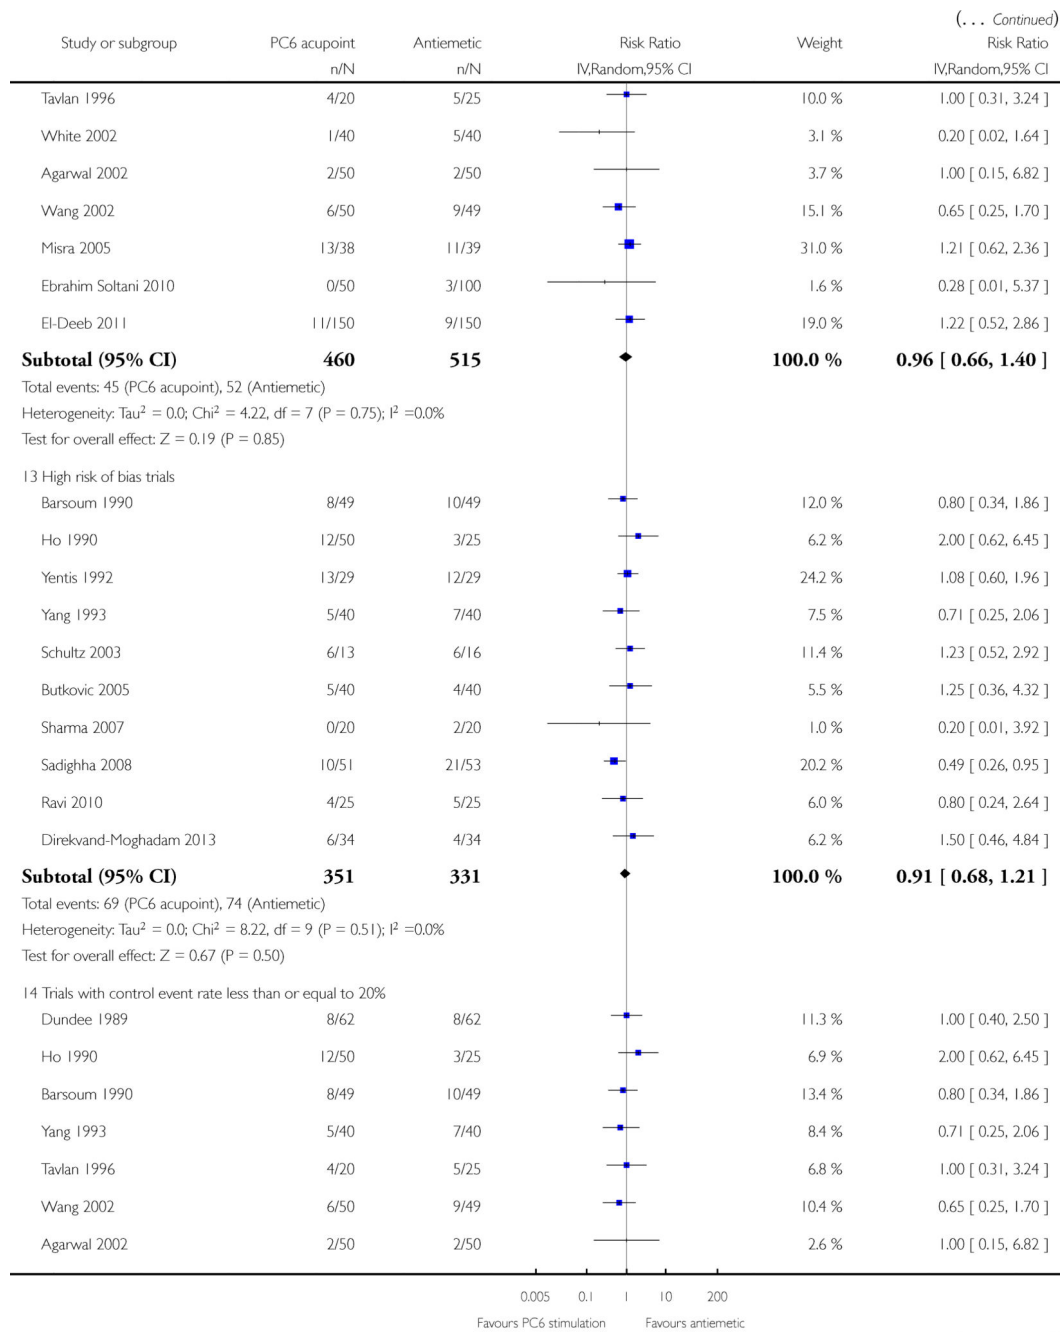 (... Continued)
Study or subgroup PC6 acupoint Antiemetic Risk Ratio Weight Risk Ratio
n/N n/N IV,Random,95% CI IV,Random,95% CI
Tavlan 1996 4/20 5/25 10.0 % 1.00 [ 0.31, 3.24 ]
White 2002 1/40 5/40 3.1 % 0.20 [ 0.02, 1.64 ]
Agarwal 2002 2/50 2/50 3.7 % 1.00 [ 0.15, 6.82 ]
Wang 2002 6/50 9/49 15.1 % 0.65 [ 0.25, 1.70 ]
Misra 2005 13/38 11/39 31.0 % 1.21 [ 0.62, 2.36 ]
Ebrahim Soltani 2010 0/50 3/100 1.6 % 0.28 [ 0.01, 5.37 ]
El-Deeb 2011 11/150 9/150 19.0 % 1.22 [ 0.52, 2.86 ]
Subtotal (95% CI) 460 515 100.0 % 0.96 [ 0.66, 1.40 ]
Total events: 45 (PC6 acupoint), 52 (Antiemetic)
Heterogeneity: Tau² = 0.0; Chi² = 4.22, df = 7 (P = 0.75); I² =0.0%
Test for overall effect: Z = 0.19 (P = 0.85)
13 High risk of bias trials
Barsoum 1990 8/49 10/49 12.0 % 0.80 [ 0.34, 1.86 ]
Ho 1990 12/50 3/25 6.2 % 2.00 [ 0.62, 6.45 ]
Yentis 1992 13/29 12/29 24.2 % 1.08 [ 0.60, 1.96 ]
Yang 1993 5/40 7/40 7.5 % 0.71 [ 0.25, 2.06 ]
Schultz 2003 6/13 6/16 11.4 % 1.23 [ 0.52, 2.92 ]
Butkovic 2005 5/40 4/40 5.5 % 1.25 [ 0.36, 4.32 ]
Sharma 2007 0/20 2/20 1.0 % 0.20 [ 0.01, 3.92 ]
Sadighha 2008 10/51 21/53 20.2 % 0.49 [ 0.26, 0.95 ]
Ravi 2010 4/25 5/25 6.0 % 0.80 [ 0.24, 2.64 ]
Direkvand-Moghadam 2013 6/34 4/34 6.2 % 1.50 [ 0.46, 4.84 ]
Subtotal (95% CI) 351 331 100.0 % 0.91 [ 0.68, 1.21 ]
Total events: 69 (PC6 acupoint), 74 (Antiemetic)
Heterogeneity: Tau² = 0.0; Chi² = 8.22, df = 9 (P = 0.51); I² =0.0%
Test for overall effect: Z = 0.67 (P = 0.50)
14 Trials with control event rate less than or equal to 20%
Dundee 1989 8/62 8/62 11.3 % 1.00 [ 0.40, 2.50 ]
Ho 1990 12/50 3/25 6.9 % 2.00 [ 0.62, 6.45 ]
Barsoum 1990 8/49 10/49 13.4 % 0.80 [ 0.34, 1.86 ]
Yang 1993 5/40 7/40 8.4 % 0.71 [ 0.25, 2.06 ]
Tavlan 1996 4/20 5/25 6.8 % 1.00 [ 0.31, 3.24 ]
Wang 2002 6/50 9/49 10.4 % 0.65 [ 0.25, 1.70 ]
Agarwal 2002 2/50 2/50 2.6 % 1.00 [ 0.15, 6.82 ]
0.005 0.1 1 10 200
Favours PC6 stimulation Favours antiemetic